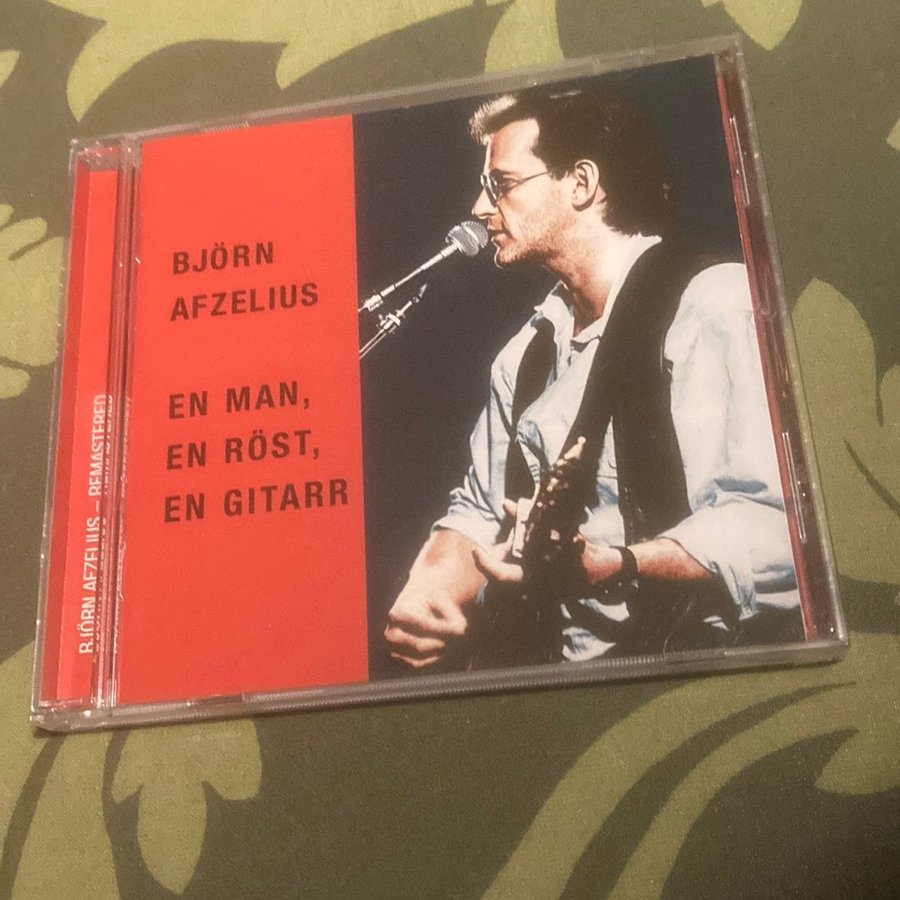 BJÖRN
AFZELIUS
EN MAN,
EN RÖST,
EN GITARR
BJÖRN AFZELIUS – REMASTERED